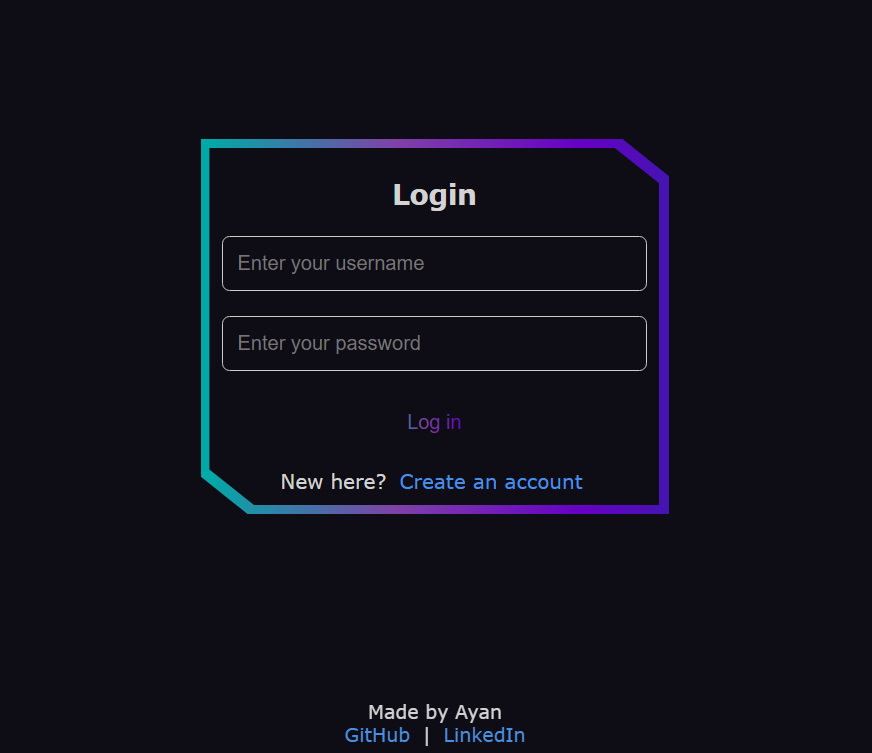 Login
Enter your username
Enter your password
Log in
New here? Create an account
Made by Ayan
GitHub | LinkedIn